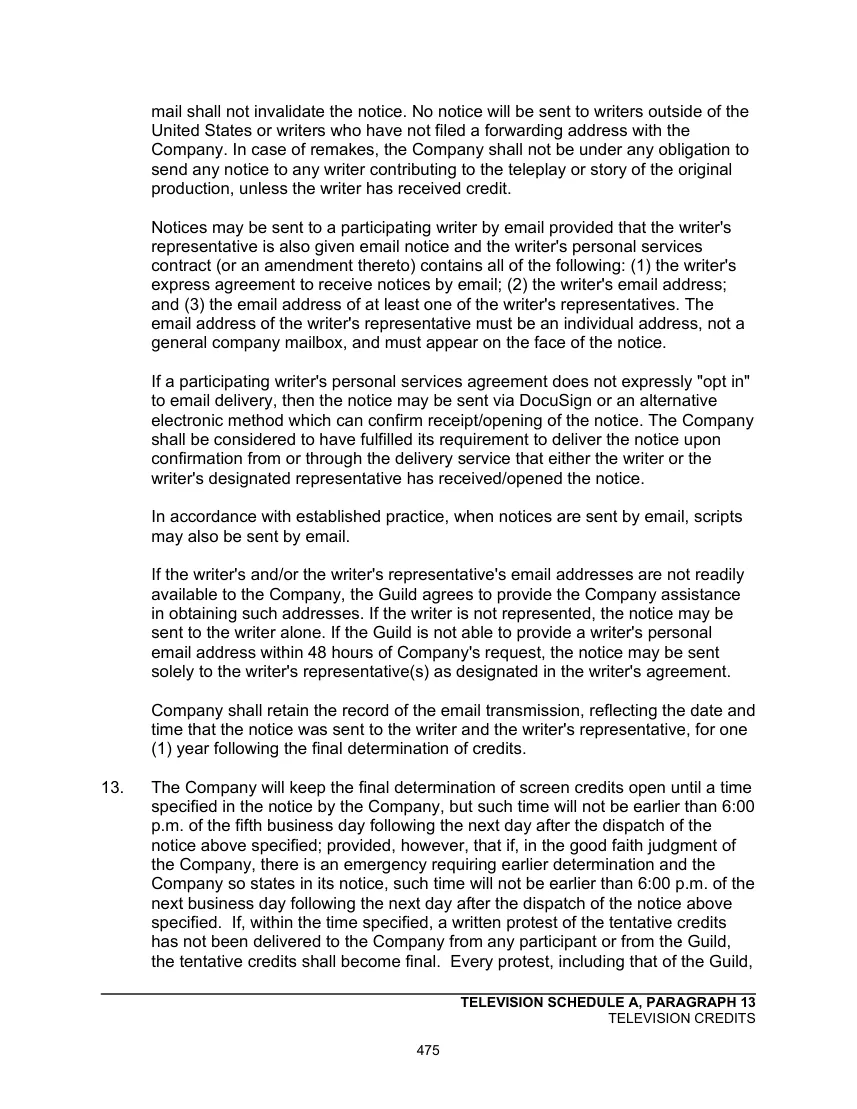 mail shall not invalidate the notice. No notice will be sent to writers outside of the
United States or writers who have not filed a forwarding address with the
Company. In case of remakes, the Company shall not be under any obligation to
send any notice to any writer contributing to the teleplay or story of the original
production, unless the writer has received credit.
Notices may be sent to a participating writer by email provided that the writer's
representative is also given email notice and the writer's personal services
contract (or an amendment thereto) contains all of the following: (1) the writer's
express agreement to receive notices by email; (2) the writer's email address;
and (3) the email address of at least one of the writer's representatives. The
email address of the writer's representative must be an individual address, not a
general company mailbox, and must appear on the face of the notice.
If a participating writer's personal services agreement does not expressly "opt in"
to email delivery, then the notice may be sent via DocuSign or an alternative
electronic method which can confirm receipt/opening of the notice. The Company
shall be considered to have fulfilled its requirement to deliver the notice upon
confirmation from or through the delivery service that either the writer or the
writer's designated representative has received/opened the notice.
In accordance with established practice, when notices are sent by email, scripts
may also be sent by email.
If the writer's and/or the writer's representative's email addresses are not readily
available to the Company, the Guild agrees to provide the Company assistance
in obtaining such addresses. If the writer is not represented, the notice may be
sent to the writer alone. If the Guild is not able to provide a writer's personal
email address within 48 hours of Company's request, the notice may be sent
solely to the writer's representative(s) as designated in the writer's agreement.
Company shall retain the record of the email transmission, reflecting the date and
time that the notice was sent to the writer and the writer's representative, for one
(1) year following the final determination of credits.
13. The Company will keep the final determination of screen credits open until a time
specified in the notice by the Company, but such time will not be earlier than 6:00
p.m. of the fifth business day following the next day after the dispatch of the
notice above specified; provided, however, that if, in the good faith judgment of
the Company, there is an emergency requiring earlier determination and the
Company so states in its notice, such time will not be earlier than 6:00 p.m. of the
next business day following the next day after the dispatch of the notice above
specified.  If, within the time specified, a written protest of the tentative credits
has not been delivered to the Company from any participant or from the Guild,
the tentative credits shall become final.  Every protest, including that of the Guild,
TELEVISION SCHEDULE A, PARAGRAPH 13
TELEVISION CREDITS
475